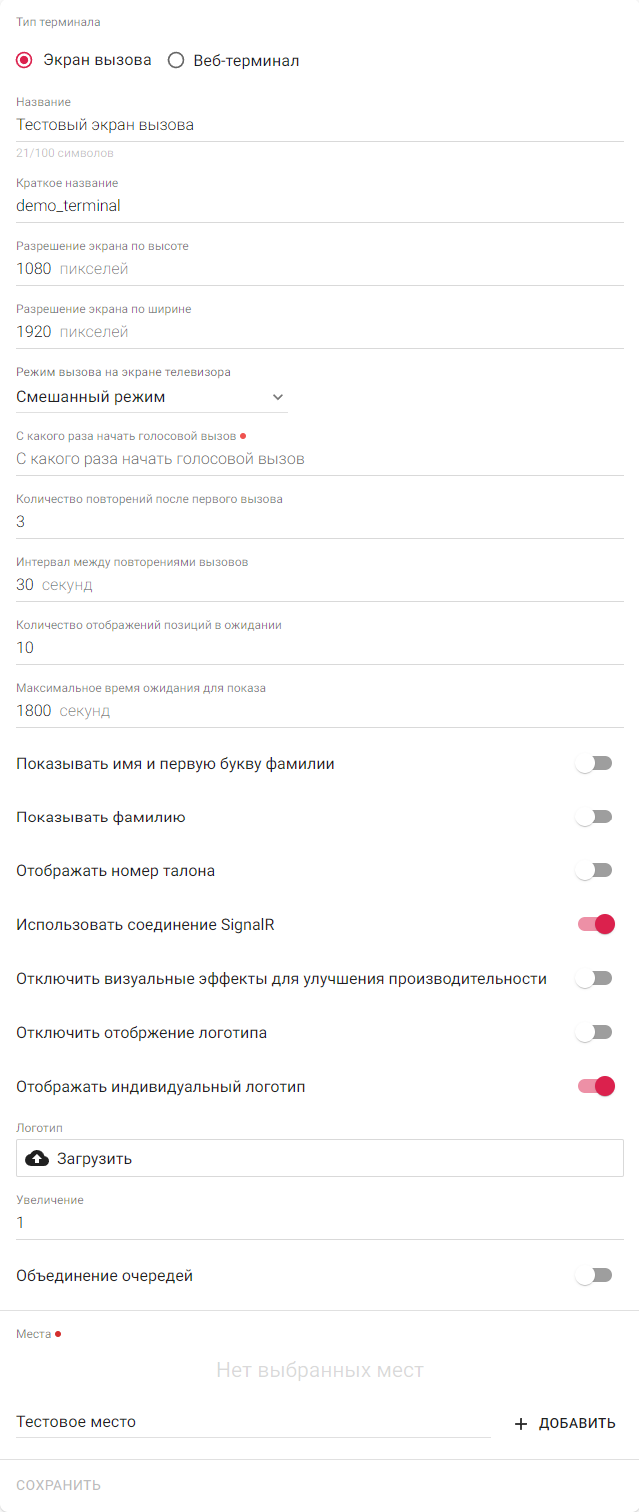 Тип терминала
Экран вызова Веб-терминал
Название
Тестовый экран вызова
21/100 символов
Краткое название
demo_terminal
Разрешение экрана по высоте
1080 пикселей
Разрешение экрана по ширине
1920 пикселей
Режим вызова на экране телевизора
Смешанный режим
С какого раза начать голосовой вызов
С какого раза начать голосовой вызов
Количество повторений после первого вызова
3
Интервал между повторениями вызовов
30 секунд
Количество отображений позиций в ожидании
10
Максимальное время ожидания для показа
1800 секунд
Показывать имя и первую букву фамилии
Показывать фамилию
Отображать номер талона
Использовать соединение SignalR
Отключить визуальные эффекты для улучшения производительности
Отключить отобржение логотипа
Отображать индивидуальный логотип
Логотип
Загрузить
Увеличение
1
Объединение очередей
Места
Нет выбранных мест
Тестовое место + ДОБАВИТЬ
СОХРАНИТЬ